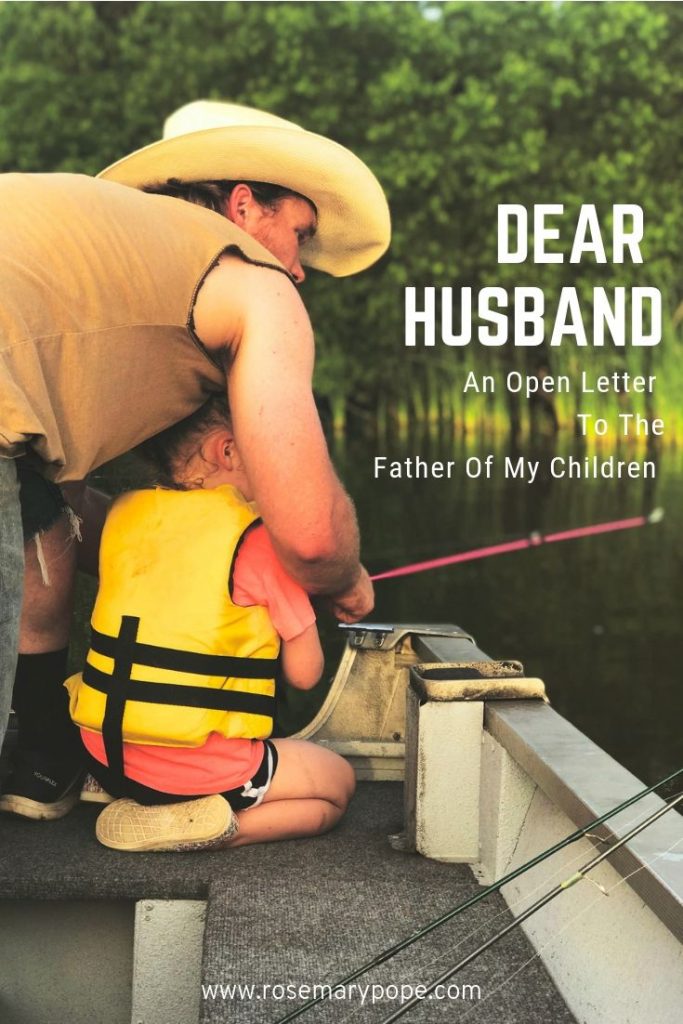 DEAR
HUSBAND
An Open Letter
To The
Father Of My Children
www.rosemarypope.com